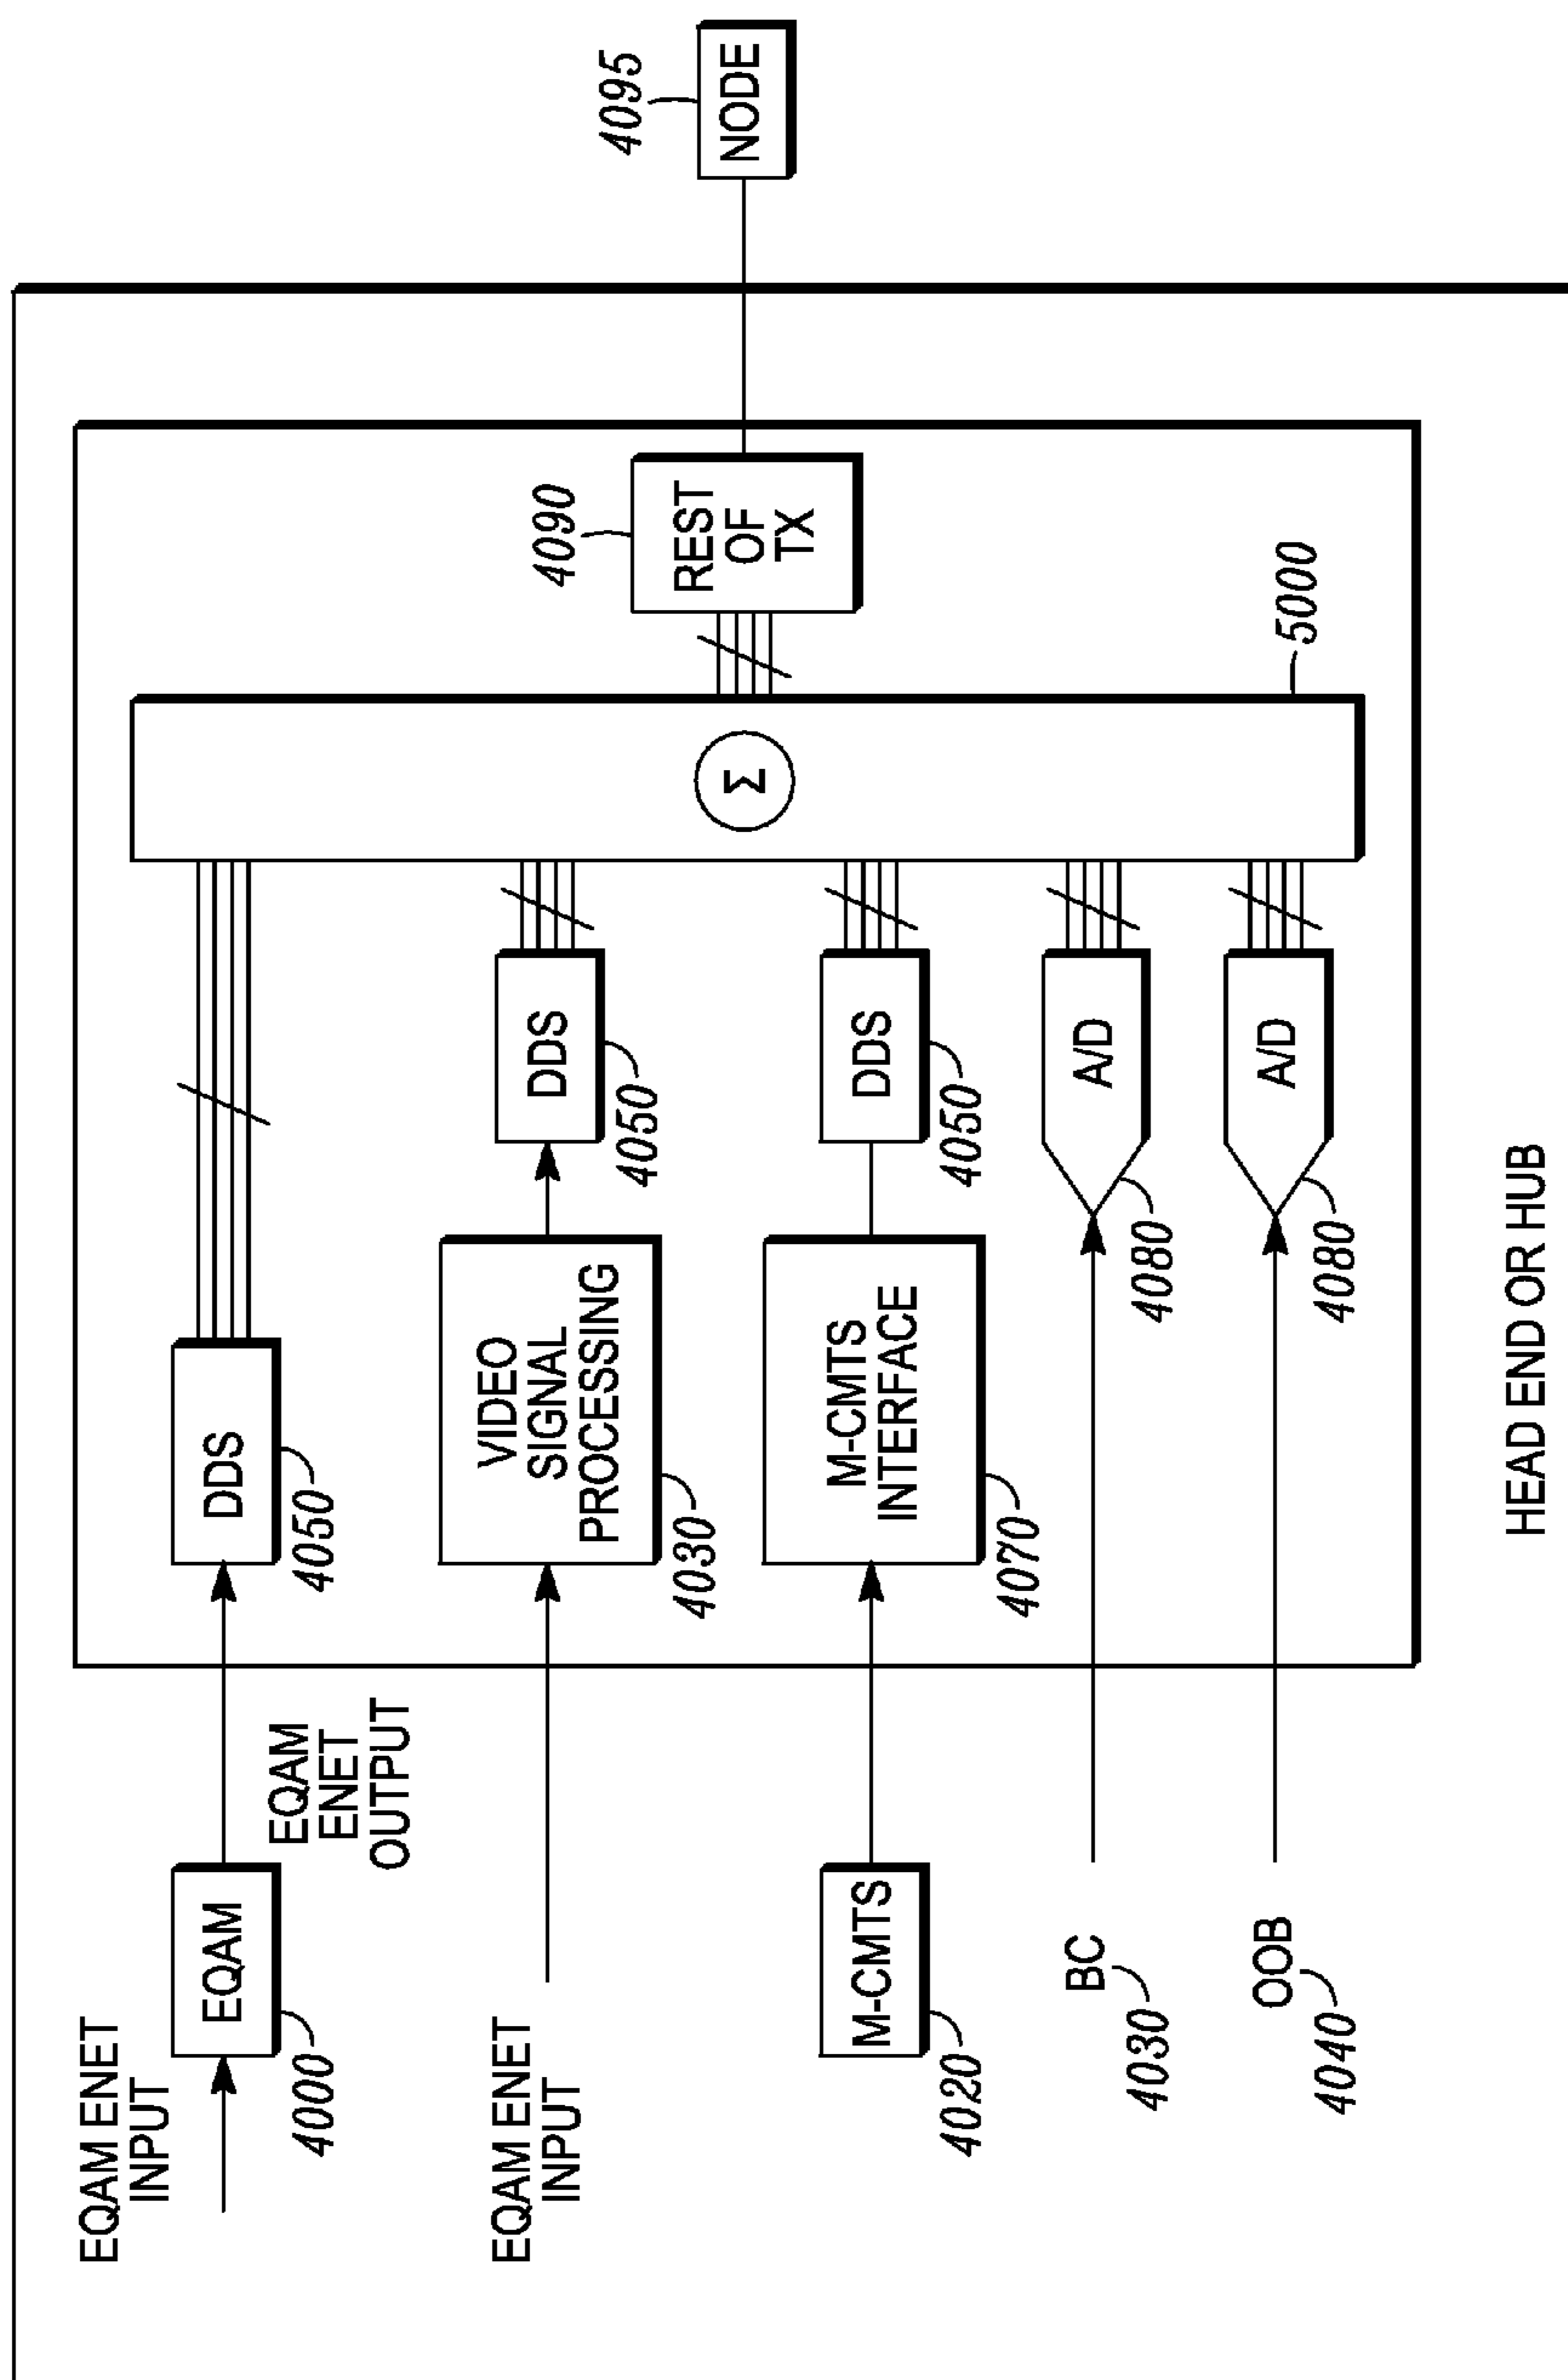 EQAM ENET
INPUT
EQAM
4000
EQAM
ENET
OUTPUT
DDS
4050
EQAM ENET
INPUT
VIDEO
SIGNAL
PROCESSING
4030
DDS
4050
M-CMTS
4020
M-CMTS
INTERFACE
4070
DDS
4050
BC
4030
A/D
4080
OOB
4040
A/D
4080
Σ
5000
REST
OF
TX
4090
NODE
4095
HEAD END OR HUB